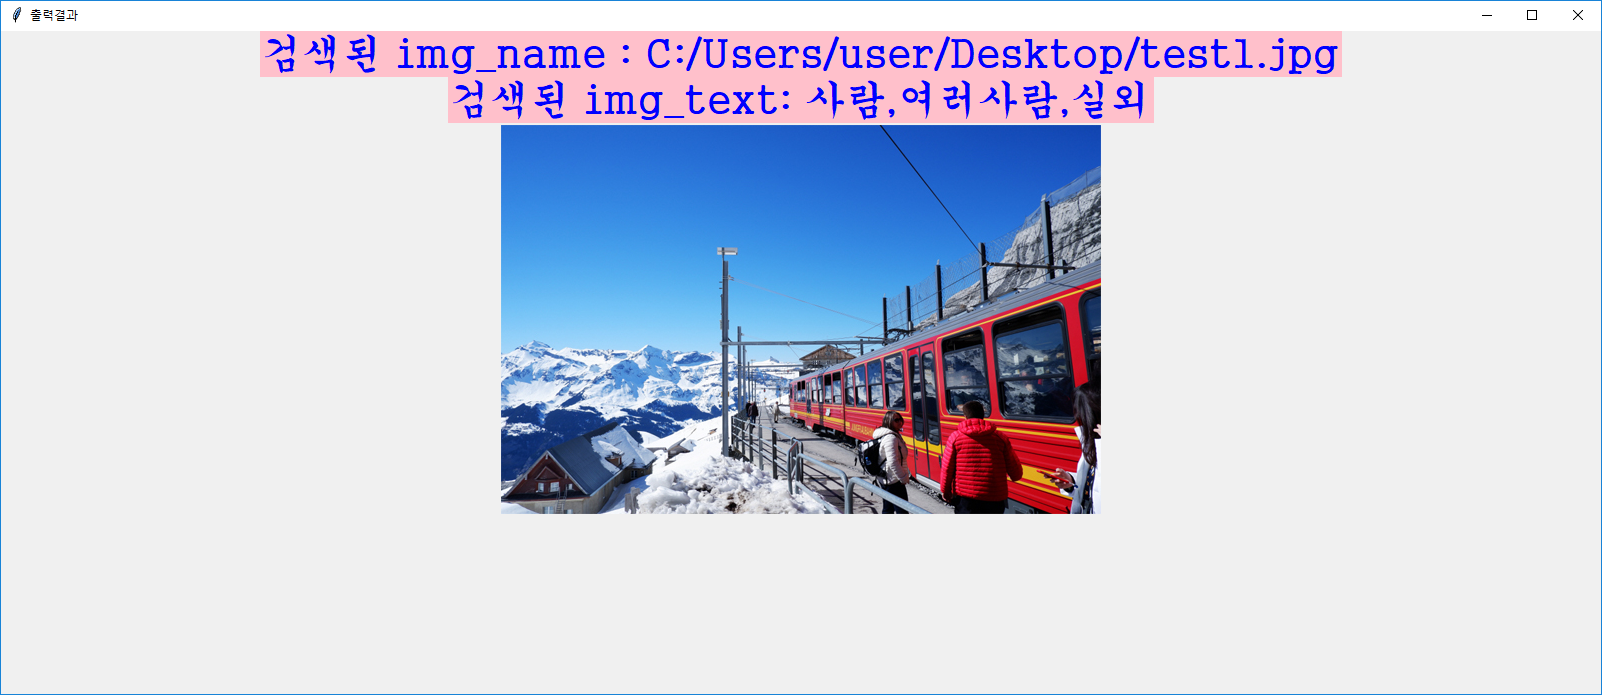 출력결과
검색된 img_name : C:/Users/user/Desktop/test1.jpg
검색된 img_text: 사람,여러사람,실외